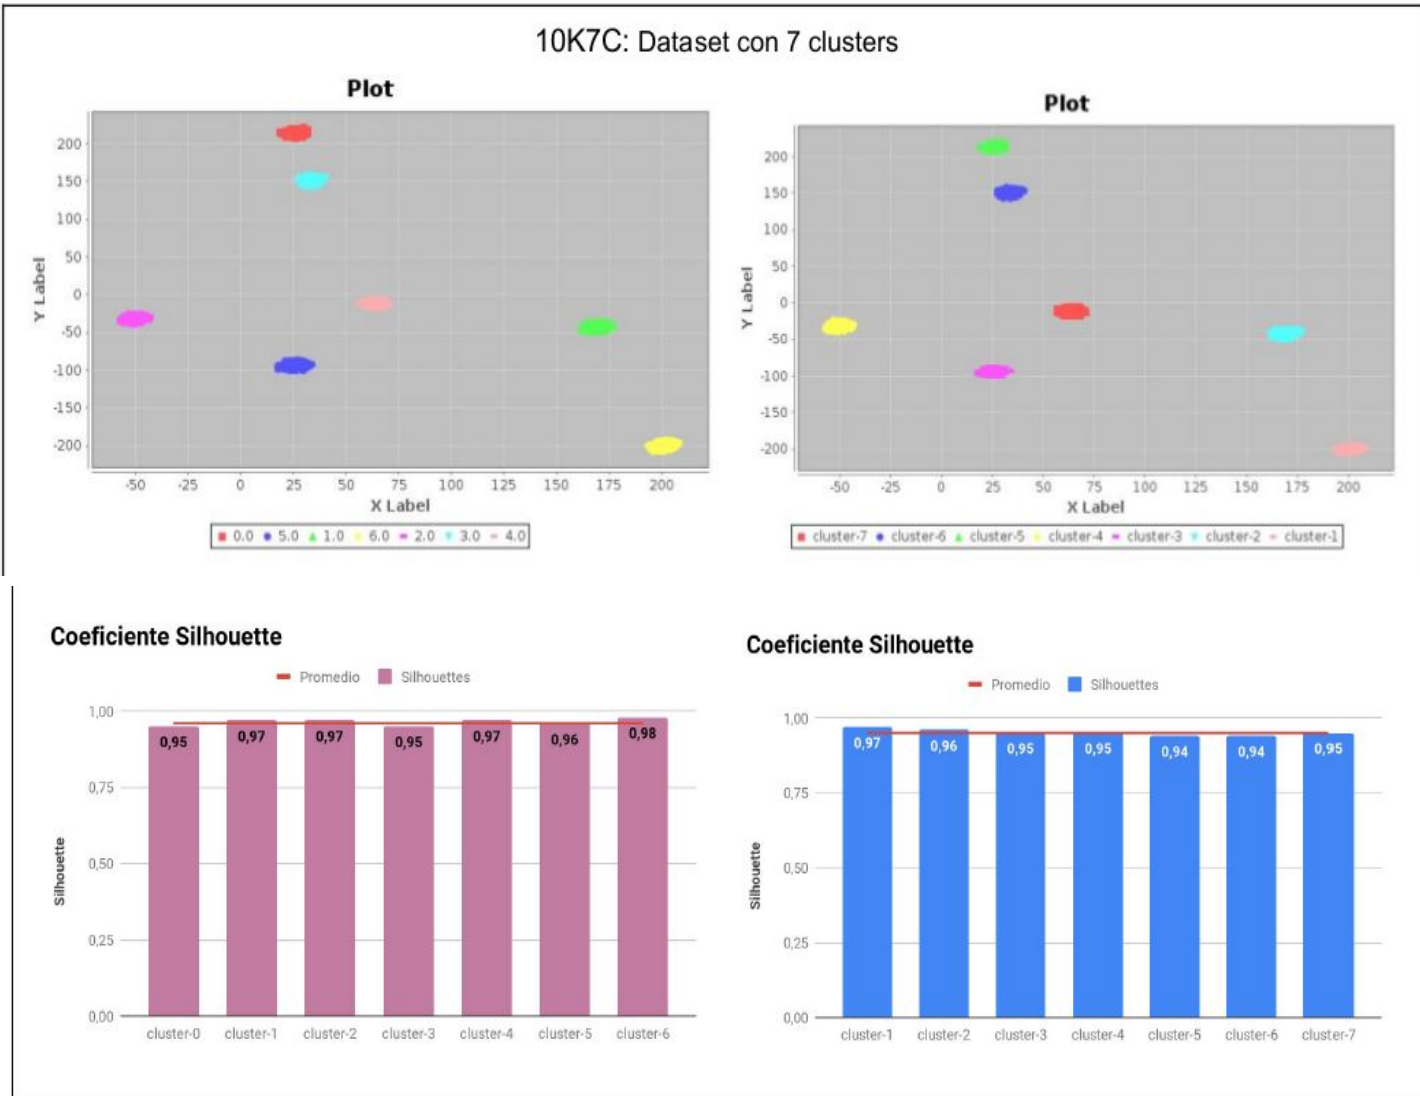 10K7C: Dataset con 7 clusters
Plot
200
150
100
50
0
-50
-100
-150
-200
Y Label
-50 -25 0 25 50 75 100 125 150 175 200
X Label
0.0 5.0 1.0 6.0 2.0 3.0 4.0
Plot
200
150
100
50
0
-50
-100
-150
-200
Y Label
-50 -25 0 25 50 75 100 125 150 175 200
X Label
cluster-7 cluster-6 cluster-5 cluster-4 cluster-3 cluster-2 cluster-1
Coeficiente Silhouette
Promedio Silhouettes
1,00
0,75
0,50
0,25
0,00
Silhouette
0,95 0,97 0,97 0,95 0,97 0,96 0,98
cluster-0 cluster-1 cluster-2 cluster-3 cluster-4 cluster-5 cluster-6
Coeficiente Silhouette
Promedio Silhouettes
1,00
0,75
0,50
0,25
0,00
Silhouette
0,97 0,96 0,95 0,95 0,94 0,94 0,95
cluster-1 cluster-2 cluster-3 cluster-4 cluster-5 cluster-6 cluster-7